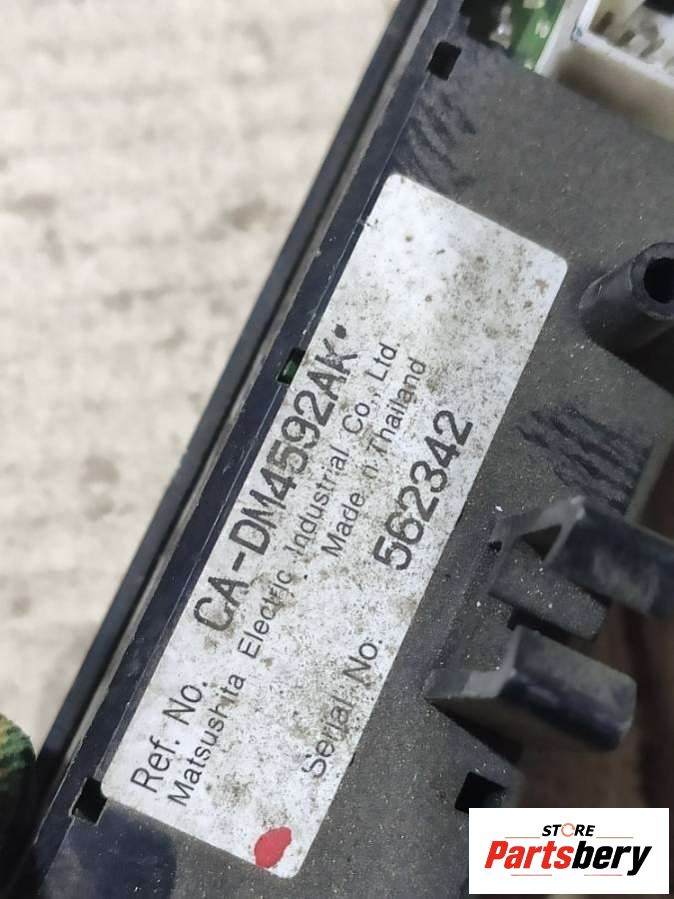 Ref. No. CA-DM4592AK
Matsushita Electric Industrial Co., Ltd.
Made in Thailand
Serial No. 562342
STORE
Partsbery